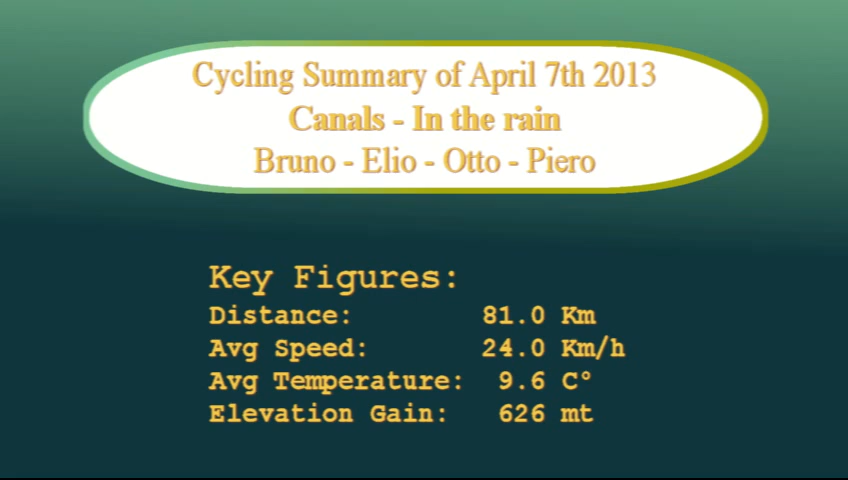 Cycling Summary of April 7th 2013
Canals - In the rain
Bruno - Elio - Otto - Piero
Key Figures:
Distance: 81.0 Km
Avg Speed: 24.0 Km/h
Avg Temperature: 9.6 C°
Elevation Gain: 626 mt